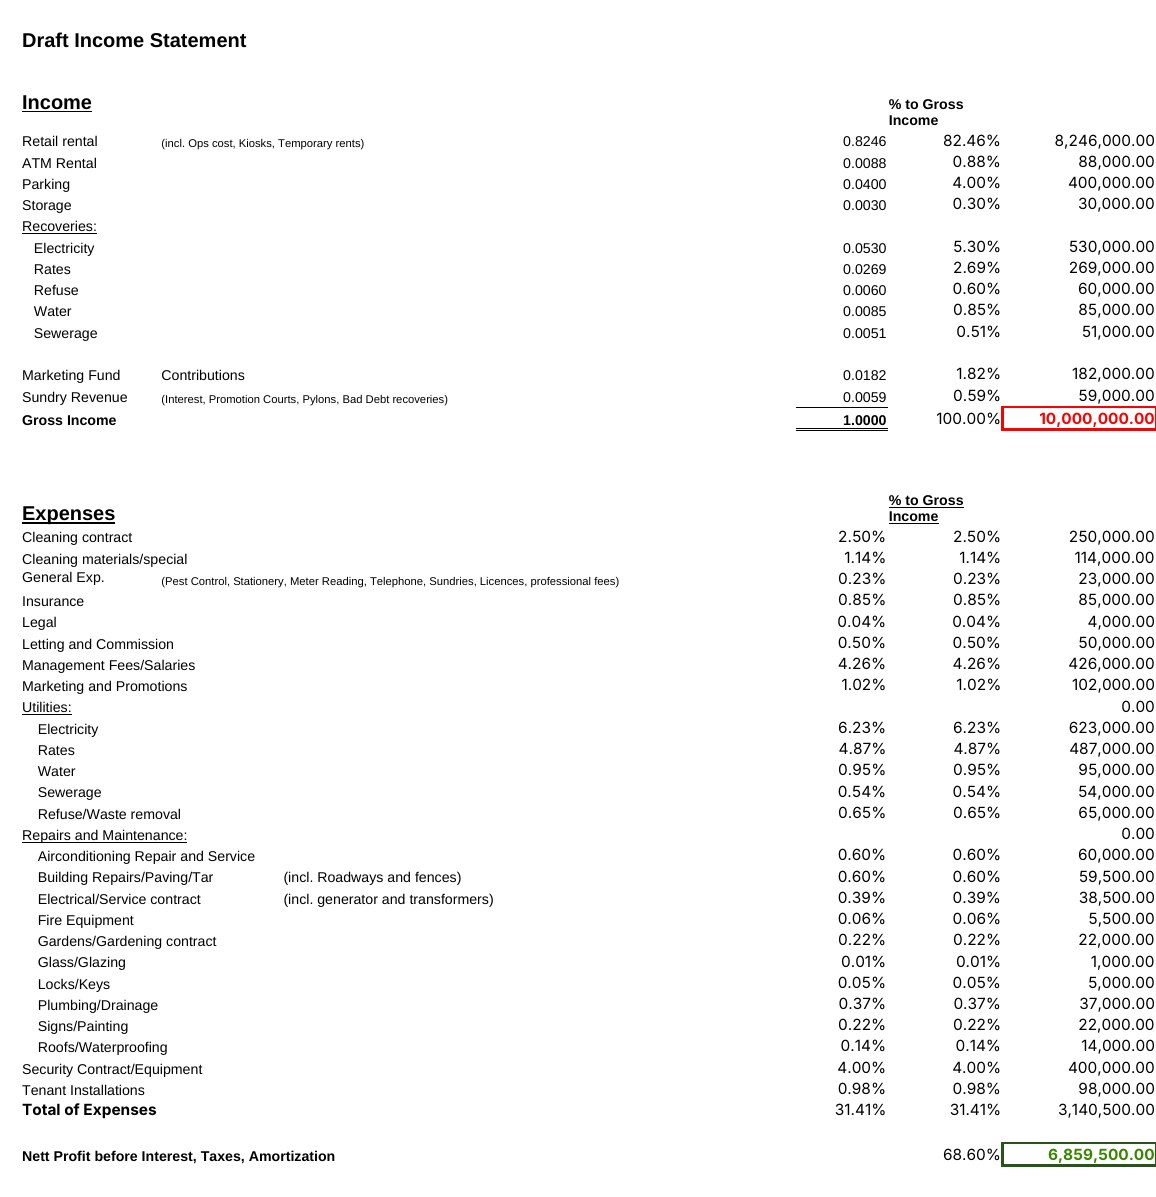 Draft Income Statement
Income % to Gross Income
Retail rental (incl. Ops cost, Kiosks, Temporary rents) 0.8246 82.46% 8,246,000.00
ATM Rental 0.0088 0.88% 88,000.00
Parking 0.0400 4.00% 400,000.00
Storage 0.0030 0.30% 30,000.00
Recoveries:
Electricity 0.0530 5.30% 530,000.00
Rates 0.0269 2.69% 269,000.00
Refuse 0.0060 0.60% 60,000.00
Water 0.0085 0.85% 85,000.00
Sewerage 0.0051 0.51% 51,000.00
Marketing Fund Contributions 0.0182 1.82% 182,000.00
Sundry Revenue (Interest, Promotion Courts, Pylons, Bad Debt recoveries) 0.0059 0.59% 59,000.00
Gross Income 1.0000 100.00% 10,000,000.00
Expenses % to Gross Income
Cleaning contract 2.50% 2.50% 250,000.00
Cleaning materials/special 1.14% 1.14% 114,000.00
General Exp. (Pest Control, Stationery, Meter Reading, Telephone, Sundries, Licences, professional fees) 0.23% 0.23% 23,000.00
Insurance 0.85% 0.85% 85,000.00
Legal 0.04% 0.04% 4,000.00
Letting and Commission 0.50% 0.50% 50,000.00
Management Fees/Salaries 4.26% 4.26% 426,000.00
Marketing and Promotions 1.02% 1.02% 102,000.00
Utilities: 0.00
Electricity 6.23% 6.23% 623,000.00
Rates 4.87% 4.87% 487,000.00
Water 0.95% 0.95% 95,000.00
Sewerage 0.54% 0.54% 54,000.00
Refuse/Waste removal 0.65% 0.65% 65,000.00
Repairs and Maintenance: 0.00
Airconditioning Repair and Service 0.60% 0.60% 60,000.00
Building Repairs/Paving/Tar (incl. Roadways and fences) 0.60% 0.60% 59,500.00
Electrical/Service contract (incl. generator and transformers) 0.39% 0.39% 38,500.00
Fire Equipment 0.06% 0.06% 5,500.00
Gardens/Gardening contract 0.22% 0.22% 22,000.00
Glass/Glazing 0.01% 0.01% 1,000.00
Locks/Keys 0.05% 0.05% 5,000.00
Plumbing/Drainage 0.37% 0.37% 37,000.00
Signs/Painting 0.22% 0.22% 22,000.00
Roofs/Waterproofing 0.14% 0.14% 14,000.00
Security Contract/Equipment 4.00% 4.00% 400,000.00
Tenant Installations 0.98% 0.98% 98,000.00
Total of Expenses 31.41% 31.41% 3,140,500.00
Nett Profit before Interest, Taxes, Amortization 68.60% 6,859,500.00